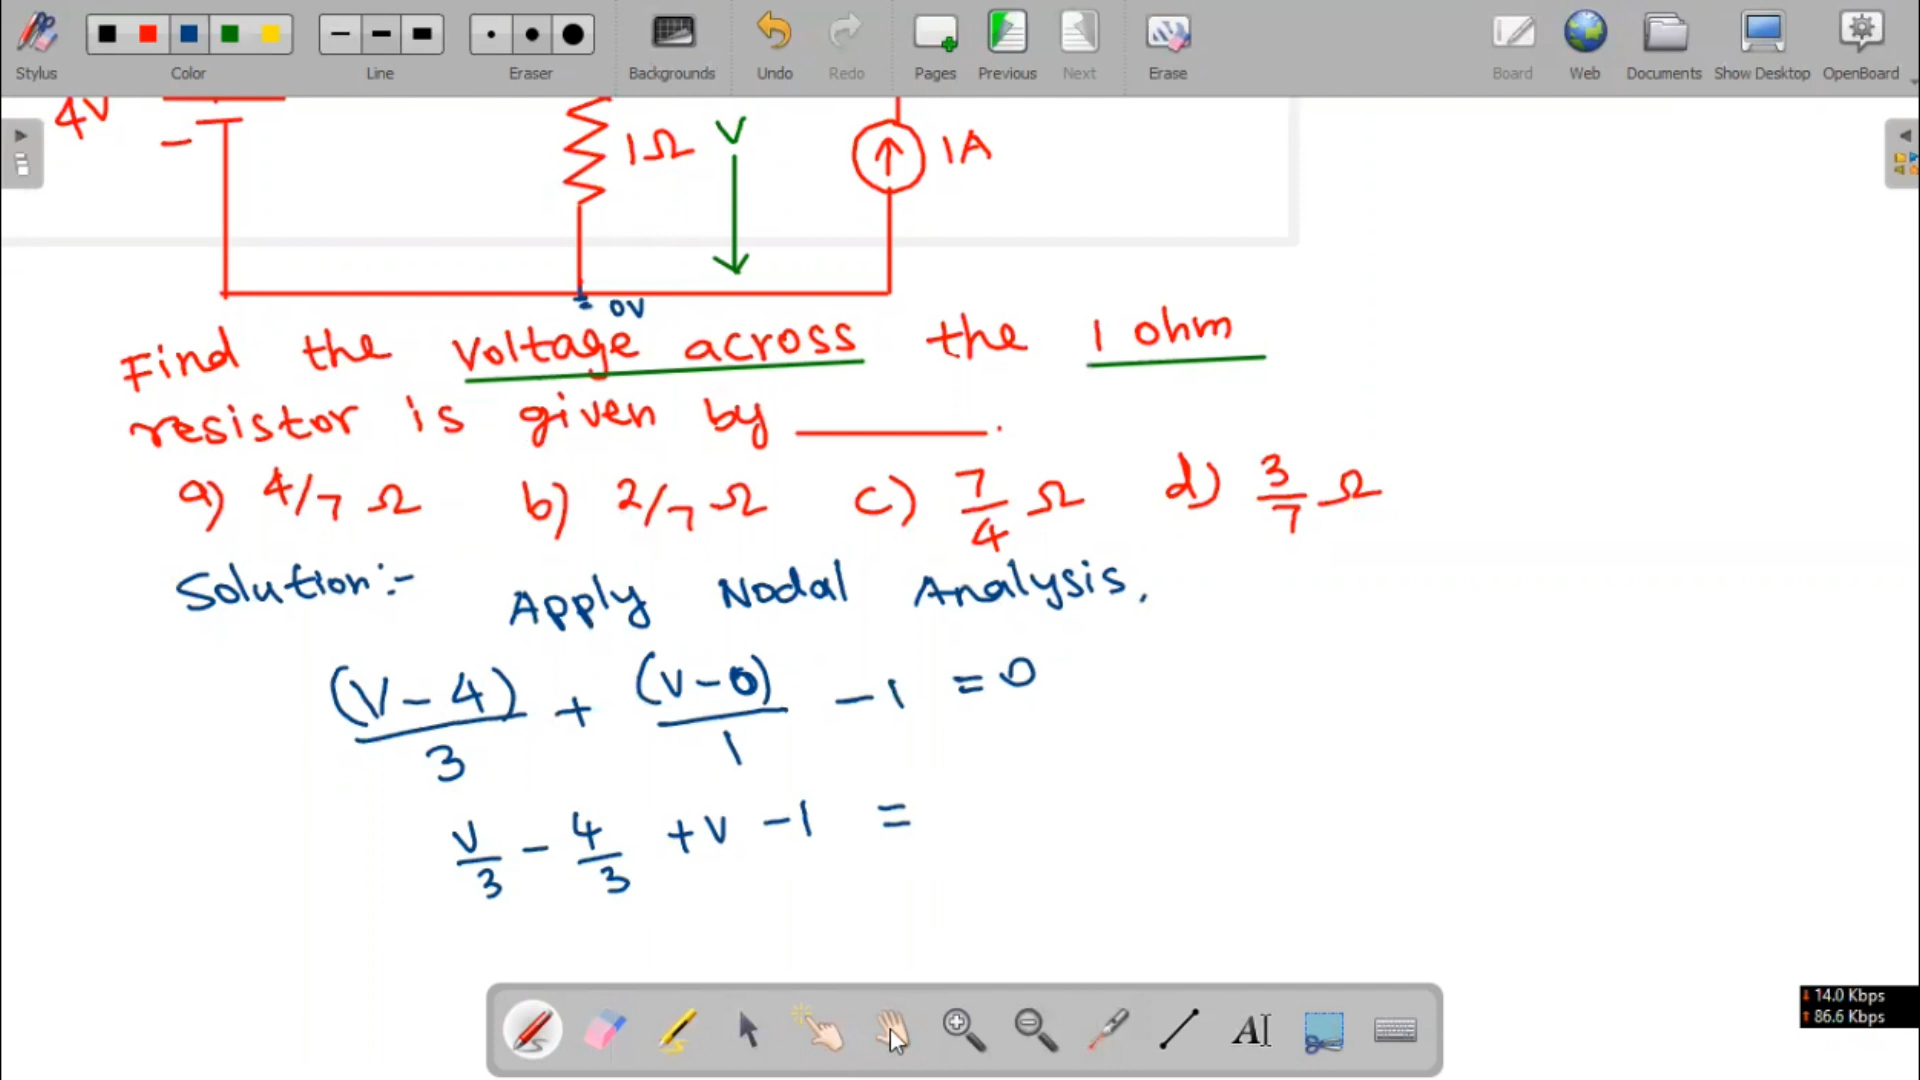 Stylus Color Line Eraser Backgrounds Undo Redo Pages Previous Next Erase Board Web Documents Show Desktop OpenBoard
4V
1Ω V 1A
0V
Find the voltage across the 1 ohm
resistor is given by ______.
a) 4/7 Ω b) 2/7 Ω c) 7/4 Ω d) 3/7 Ω
Solution:- Apply Nodal Analysis.
(V-4)/3 + (V-0)/1 -1 =0
V/3 - 4/3 +V -1 =
AI
14.0 Kbps
86.6 Kbps